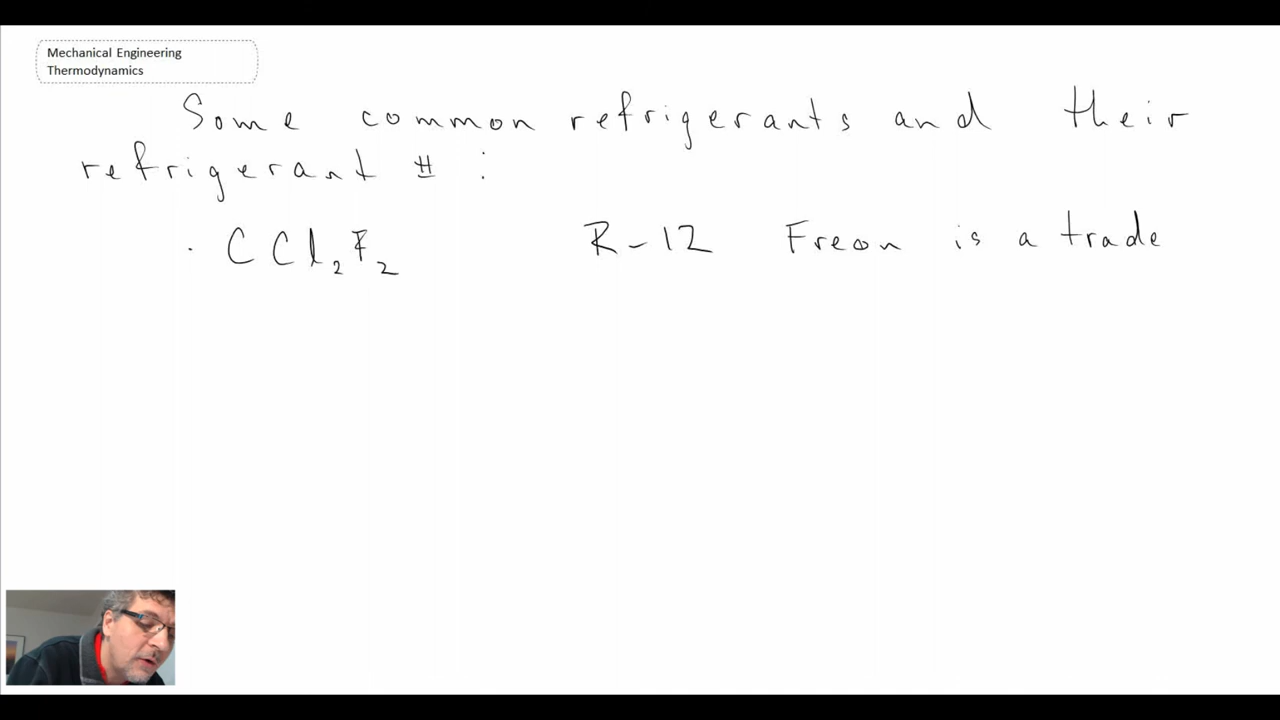 Mechanical Engineering
Thermodynamics
Some common refrigerants and their
refrigerant # :
· CCl₂F₂ R-12 Freon is a trade